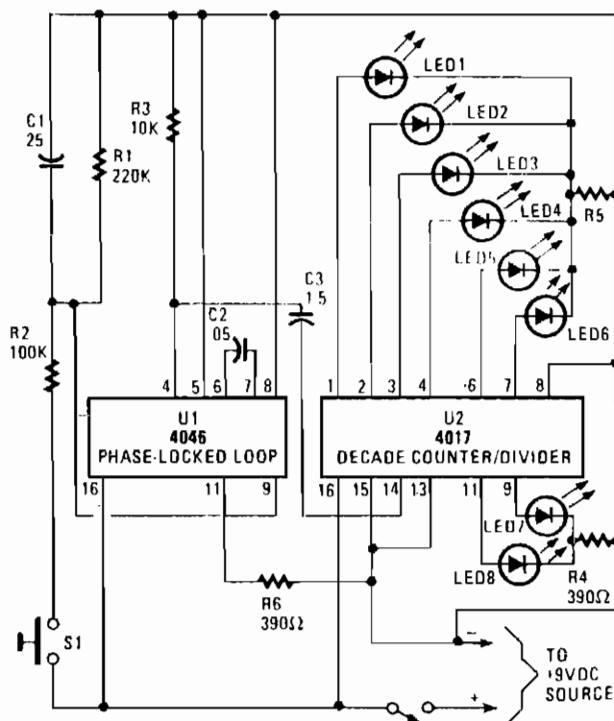 C1
25
R1
220K
R3
10K
LED1
LED2
LED3
LED4
LED5
LED6
R5
C3
1.5
C2
05
R2
100K
4 5 6 7 8
1 2 3 4 6 7 8
U1
4046
PHASE-LOCKED LOOP
U2
4017
DECADE COUNTER/DIVIDER
16 11 9
16 15 14 13 11 9
LED7
LED8
R4
390Ω
R6
390Ω
S1
−
+
TO
+9VDC
SOURCE